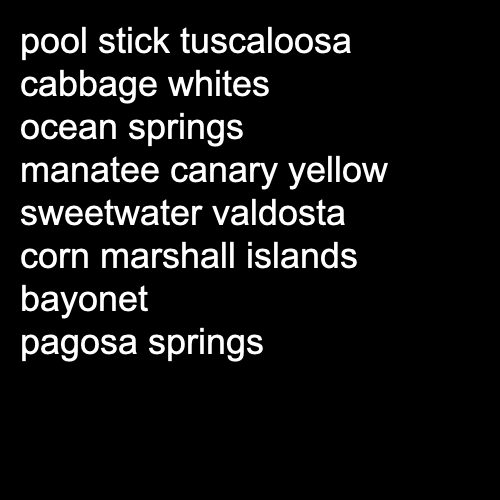 pool stick tuscaloosa
cabbage whites
ocean springs
manatee canary yellow
sweetwater valdosta
corn marshall islands
bayonet
pagosa springs